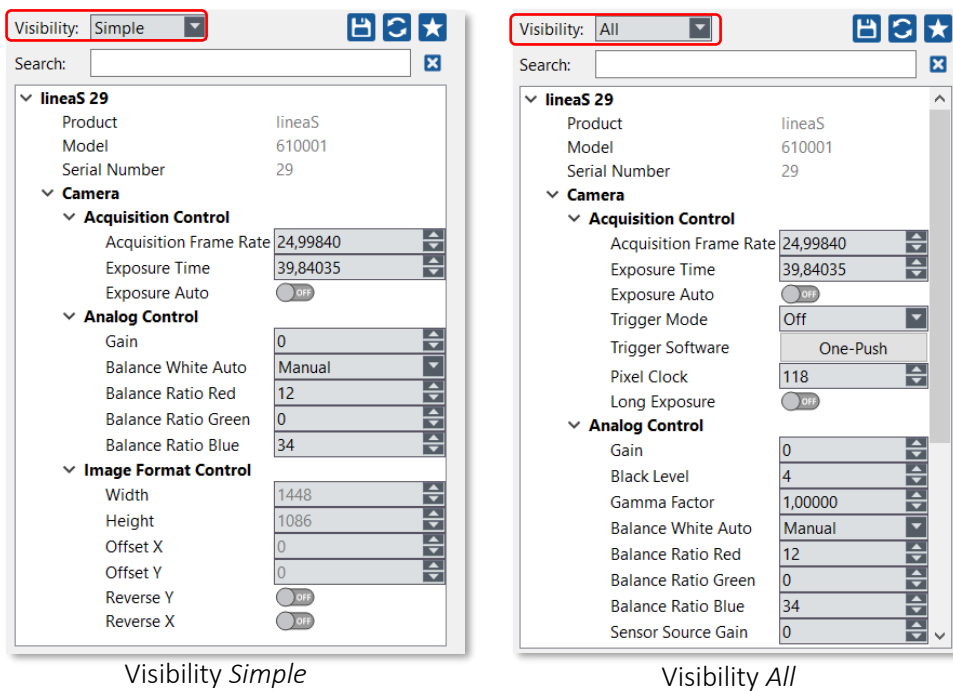 Visibility: Simple
Search:
lineaS 29
Product lineaS
Model 610001
Serial Number 29
Camera
Acquisition Control
Acquisition Frame Rate 24,99840
Exposure Time 39,84035
Exposure Auto OFF
Analog Control
Gain 0
Balance White Auto Manual
Balance Ratio Red 12
Balance Ratio Green 0
Balance Ratio Blue 34
Image Format Control
Width 1448
Height 1086
Offset X 0
Offset Y 0
Reverse Y OFF
Reverse X OFF
Visibility Simple
Visibility: All
Search:
lineaS 29
Product lineaS
Model 610001
Serial Number 29
Camera
Acquisition Control
Acquisition Frame Rate 24,99840
Exposure Time 39,84035
Exposure Auto OFF
Trigger Mode Off
Trigger Software One-Push
Pixel Clock 118
Long Exposure OFF
Analog Control
Gain 0
Black Level 4
Gamma Factor 1,00000
Balance White Auto Manual
Balance Ratio Red 12
Balance Ratio Green 0
Balance Ratio Blue 34
Sensor Source Gain 0
Visibility All